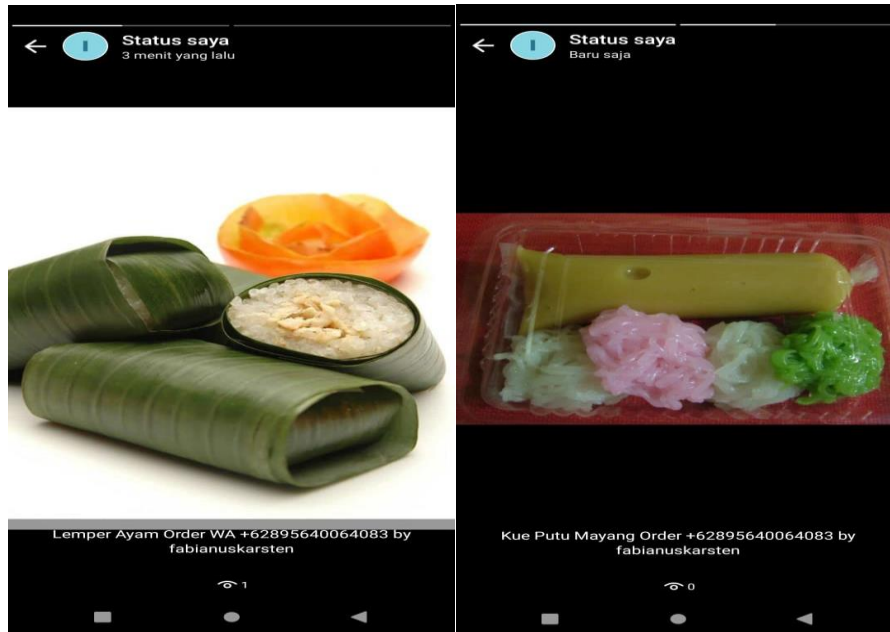 Status saya
3 menit yang lalu
Lemper Ayam Order WA +62895640064083 by
fabianuskarsten
1
Status saya
Baru saja
Kue Putu Mayang Order +62895640064083 by
fabianuskarsten
0